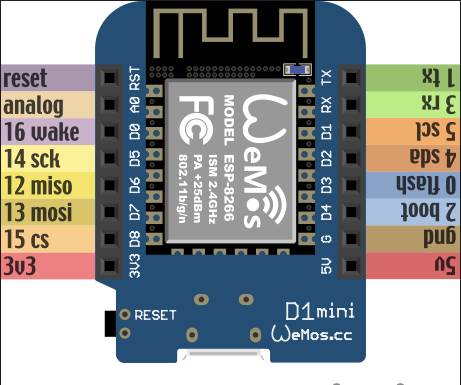 reset
analog
16 wake
14 sck
12 miso
13 mosi
15 cs
3v3
RST
A0
D0
D5
D6
D7
D8
3V3
WeMos
MODEL ESP-8266
ISM 2.4GHz
PA +25dBm
802.11b/g/n
FC
TX
RX
D1
D2
D3
D4
G
5V
1 tx
3 rx
5 scl
4 sda
0 flash
2 boot
gnd
5v
RESET
D1 mini
WeMos.cc